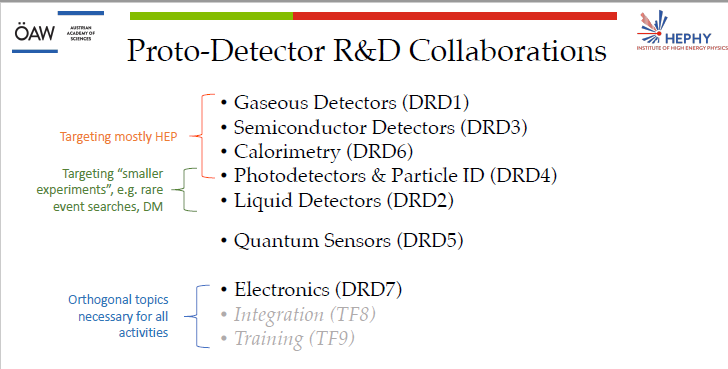 ÖAW
AUSTRIAN
ACADEMY OF
SCIENCES
HEPHY
INSTITUTE OF HIGH ENERGY PHYSICS
Proto-Detector R&D Collaborations
Targeting mostly HEP
• Gaseous Detectors (DRD1)
• Semiconductor Detectors (DRD3)
• Calorimetry (DRD6)
• Photodetectors & Particle ID (DRD4)
Targeting “smaller
experiments”, e.g. rare
event searches, DM
• Liquid Detectors (DRD2)
• Quantum Sensors (DRD5)
Orthogonal topics
necessary for all
activities
• Electronics (DRD7)
• Integration (TF8)
• Training (TF9)